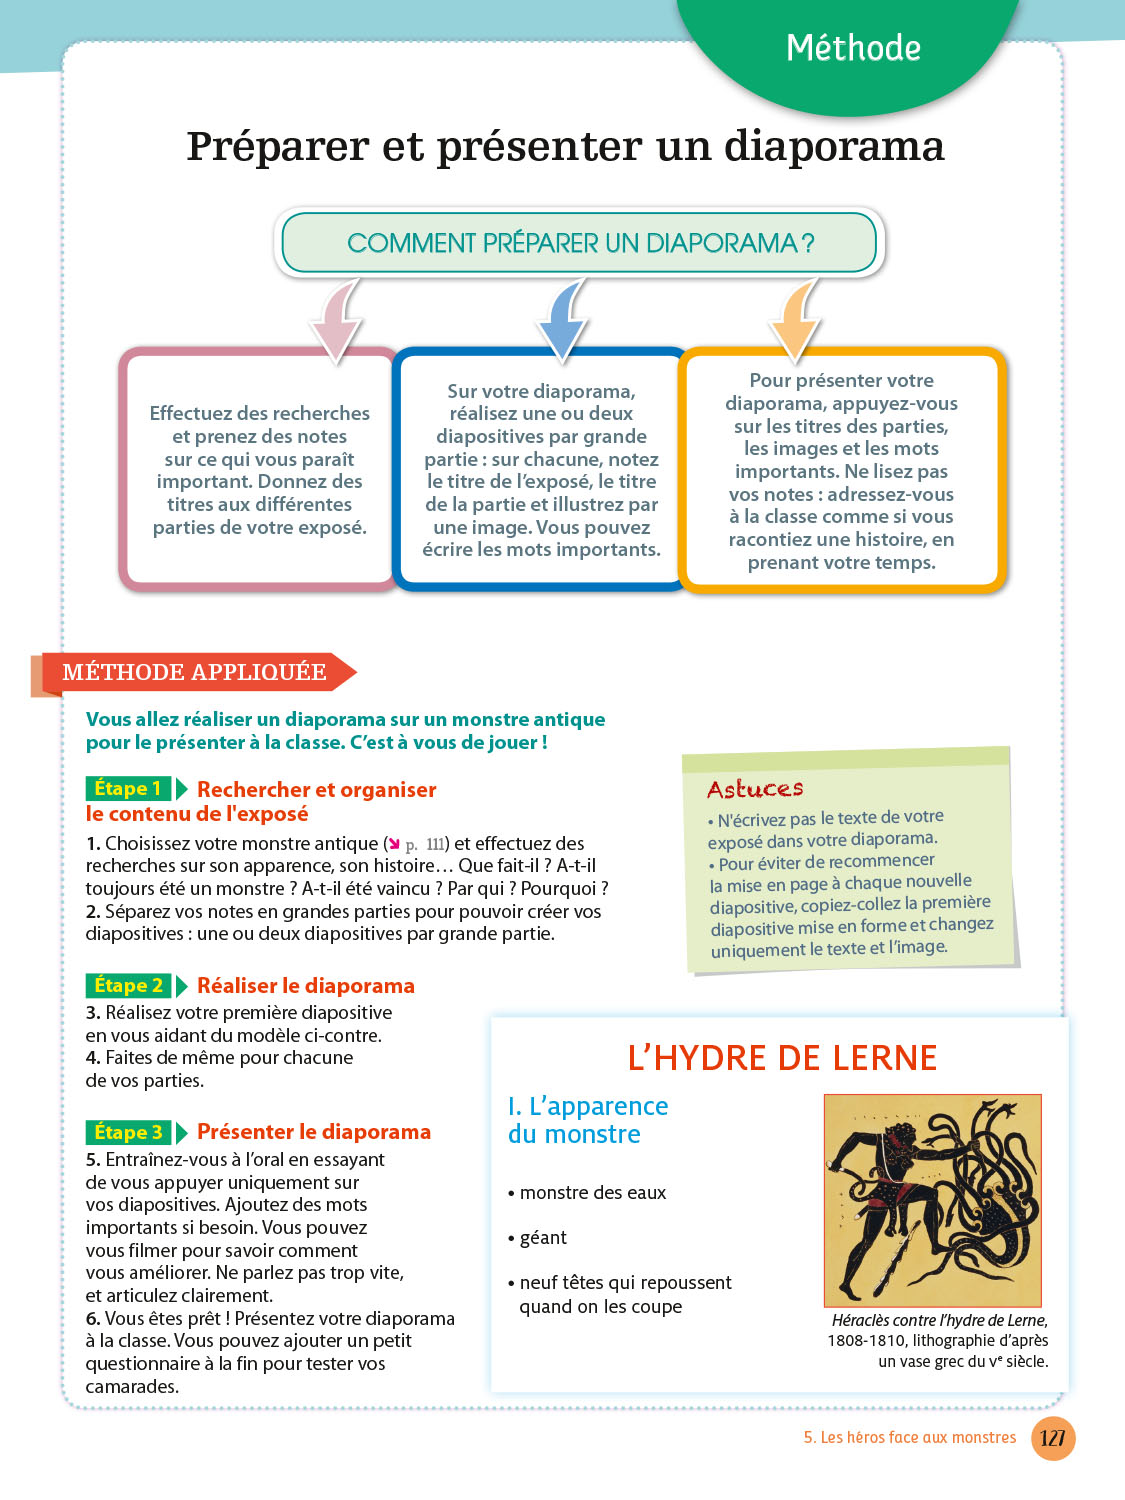 Méthode
Préparer et présenter un diaporama
COMMENT PRÉPARER UN DIAPORAMA ?
Effectuez des recherches
et prenez des notes
sur ce qui vous paraît
important. Donnez des
titres aux différentes
parties de votre exposé.
Sur votre diaporama,
réalisez une ou deux
diapositives par grande
partie : sur chacune, notez
le titre de l’exposé, le titre
de la partie et illustrez par
une image. Vous pouvez
écrire les mots importants.
Pour présenter votre
diaporama, appuyez-vous
sur les titres des parties,
les images et les mots
importants. Ne lisez pas
vos notes : adressez-vous
à la classe comme si vous
racontiez une histoire, en
prenant votre temps.
MÉTHODE APPLIQUÉE
Vous allez réaliser un diaporama sur un monstre antique
pour le présenter à la classe. C’est à vous de jouer !
Étape 1 Rechercher et organiser
le contenu de l'exposé
1. Choisissez votre monstre antique (➘ p. 111) et effectuez des
recherches sur son apparence, son histoire… Que fait-il ? A-t-il
toujours été un monstre ? A-t-il été vaincu ? Par qui ? Pourquoi ?
2. Séparez vos notes en grandes parties pour pouvoir créer vos
diapositives : une ou deux diapositives par grande partie.
Étape 2 Réaliser le diaporama
3. Réalisez votre première diapositive
en vous aidant du modèle ci-contre.
4. Faites de même pour chacune
de vos parties.
Étape 3 Présenter le diaporama
5. Entraînez-vous à l’oral en essayant
de vous appuyer uniquement sur
vos diapositives. Ajoutez des mots
importants si besoin. Vous pouvez
vous filmer pour savoir comment
vous améliorer. Ne parlez pas trop vite,
et articulez clairement.
6. Vous êtes prêt ! Présentez votre diaporama
à la classe. Vous pouvez ajouter un petit
questionnaire à la fin pour tester vos
camarades.
Astuces
• N'écrivez pas le texte de votre
exposé dans votre diaporama.
• Pour éviter de recommencer
la mise en page à chaque nouvelle
diapositive, copiez-collez la première
diapositive mise en forme et changez
uniquement le texte et l’image.
L’HYDRE DE LERNE
I. L’apparence
du monstre
• monstre des eaux
• géant
• neuf têtes qui repoussent
quand on les coupe
Héraclès contre l’hydre de Lerne,
1808-1810, lithographie d’après
un vase grec du Vᵉ siècle.
5. Les héros face aux monstres 127